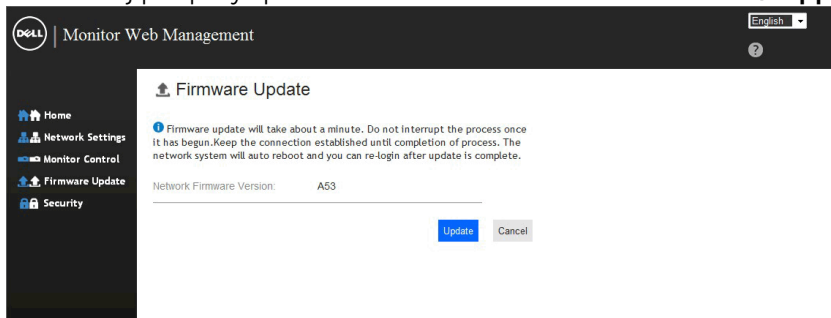 DELL | Monitor Web Management
English
?
Firmware Update
Home
Network Settings
Monitor Control
Firmware Update
Security
Firmware update will take about a minute. Do not interrupt the process once
it has begun.Keep the connection established until completion of process. The
network system will auto reboot and you can re-login after update is complete.
Network Firmware Version: A53
Update Cancel